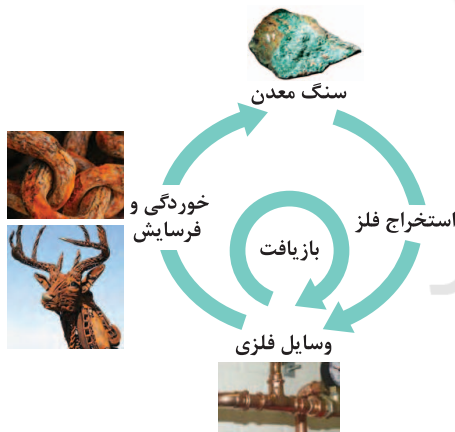 سنگ معدن
استخراج فلز
خوردگی و
فرسایش
بازیافت
وسایل فلزی